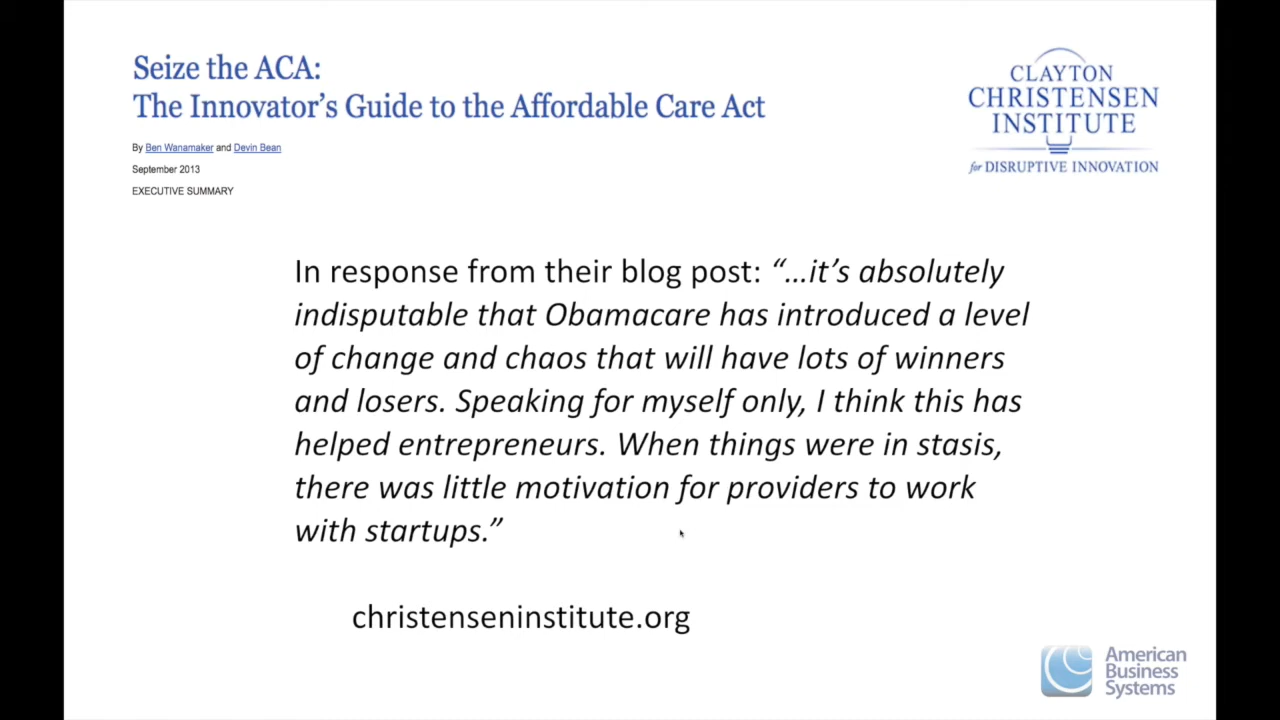 Seize the ACA:
The Innovator's Guide to the Affordable Care Act
By Ben Wanamaker and Devin Bean
September 2013
EXECUTIVE SUMMARY
CLAYTON
CHRISTENSEN
INSTITUTE
for DISRUPTIVE INNOVATION
In response from their blog post: “…it’s absolutely
indisputable that Obamacare has introduced a level
of change and chaos that will have lots of winners
and losers. Speaking for myself only, I think this has
helped entrepreneurs. When things were in stasis,
there was little motivation for providers to work
with startups.”
christenseninstitute.org
American
Business
Systems